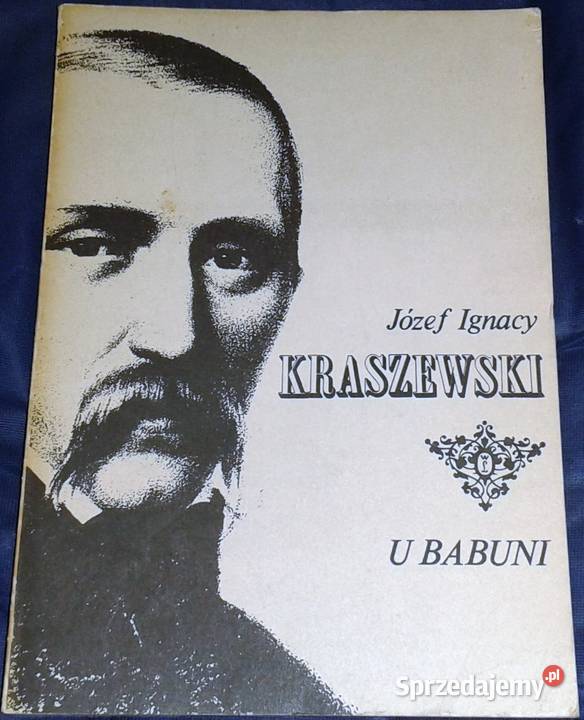 Józef Ignacy
KRASZEWSKI
U BABUNI
Sprzedajemy.pl